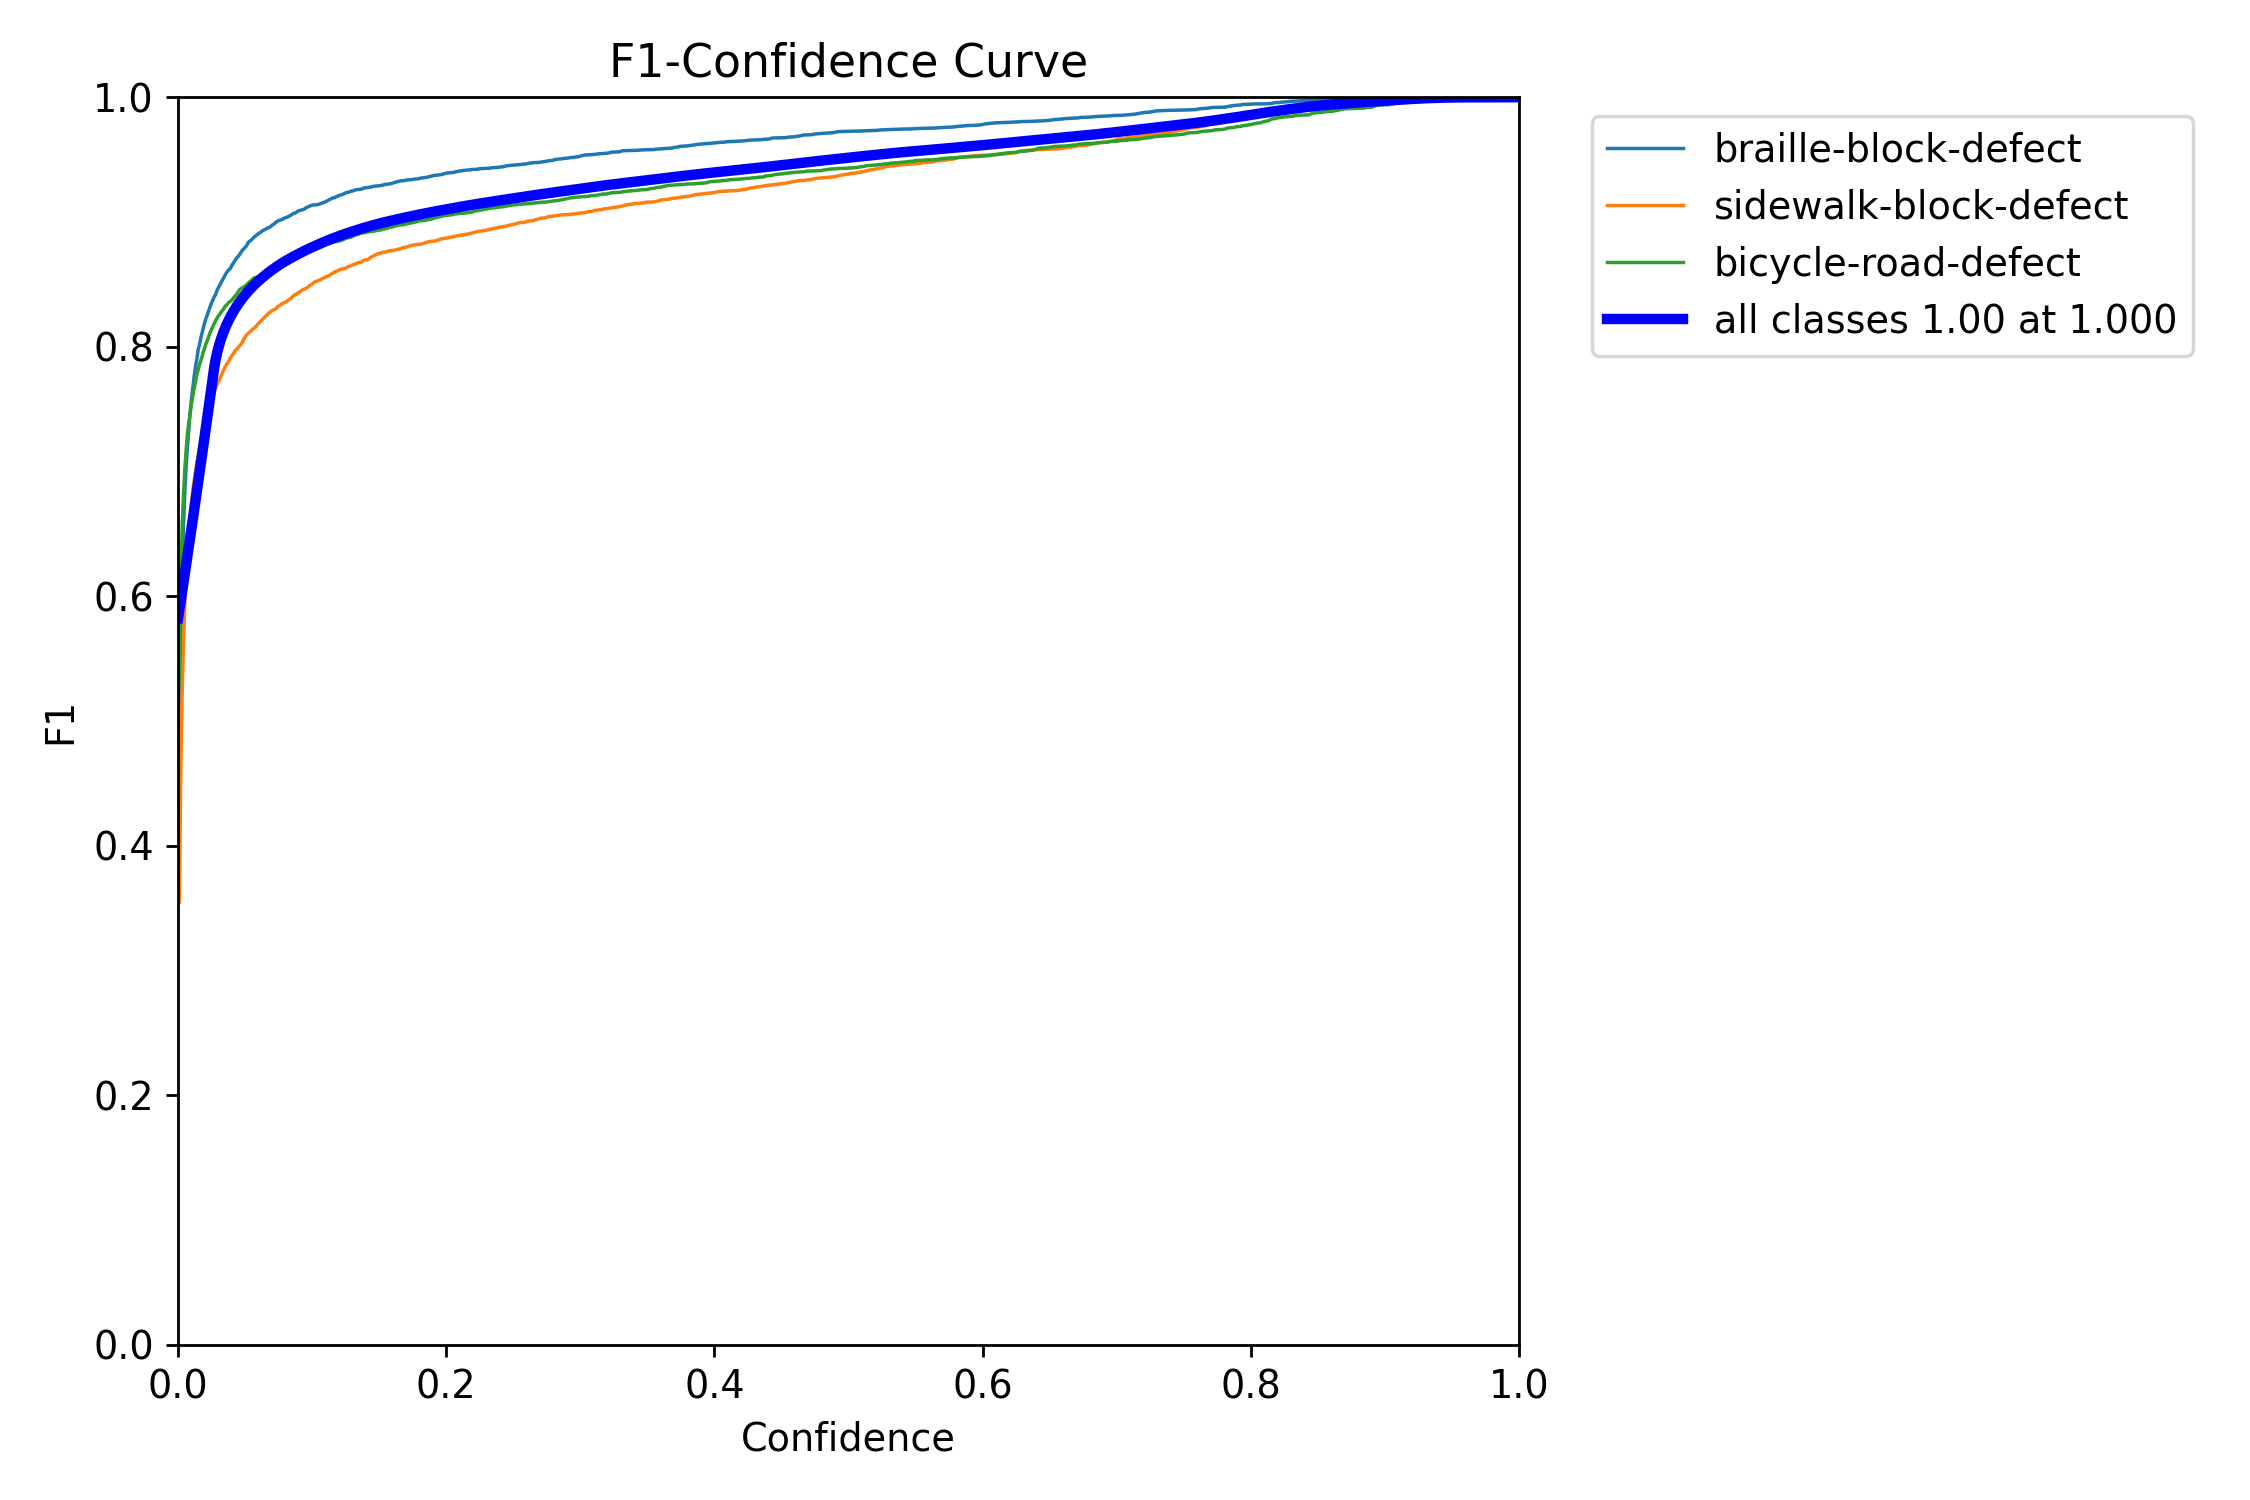 F1-Confidence Curve
1.0
0.8
0.6
0.4
0.2
0.0
F1
0.0 0.2 0.4 0.6 0.8 1.0
Confidence
braille-block-defect
sidewalk-block-defect
bicycle-road-defect
all classes 1.00 at 1.000